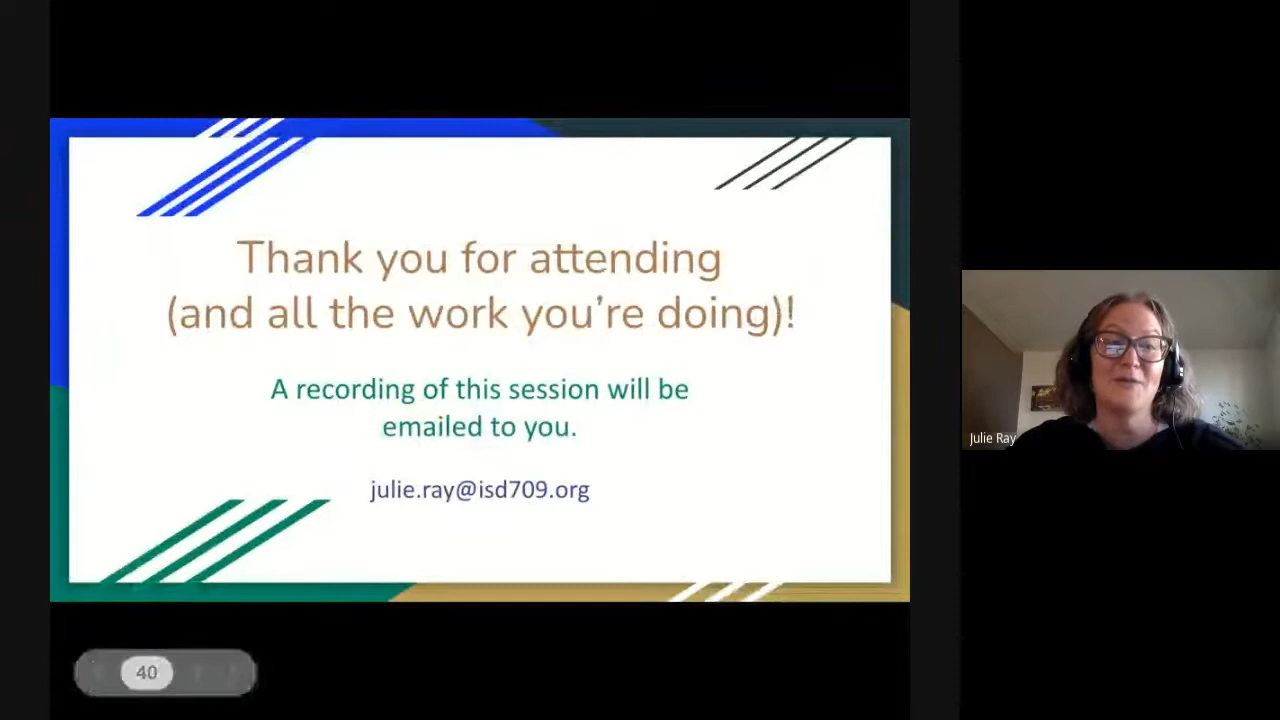 Thank you for attending
(and all the work you're doing)!
A recording of this session will be
emailed to you.
julie.ray@isd709.org
Julie Ray
40